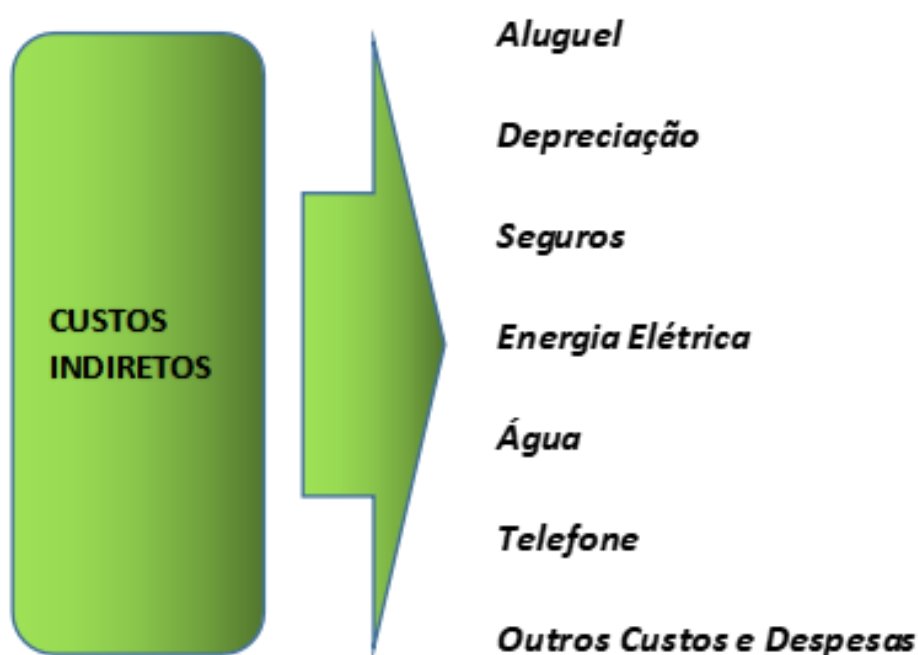 CUSTOS
INDIRETOS
Aluguel
Depreciação
Seguros
Energia Elétrica
Água
Telefone
Outros Custos e Despesas